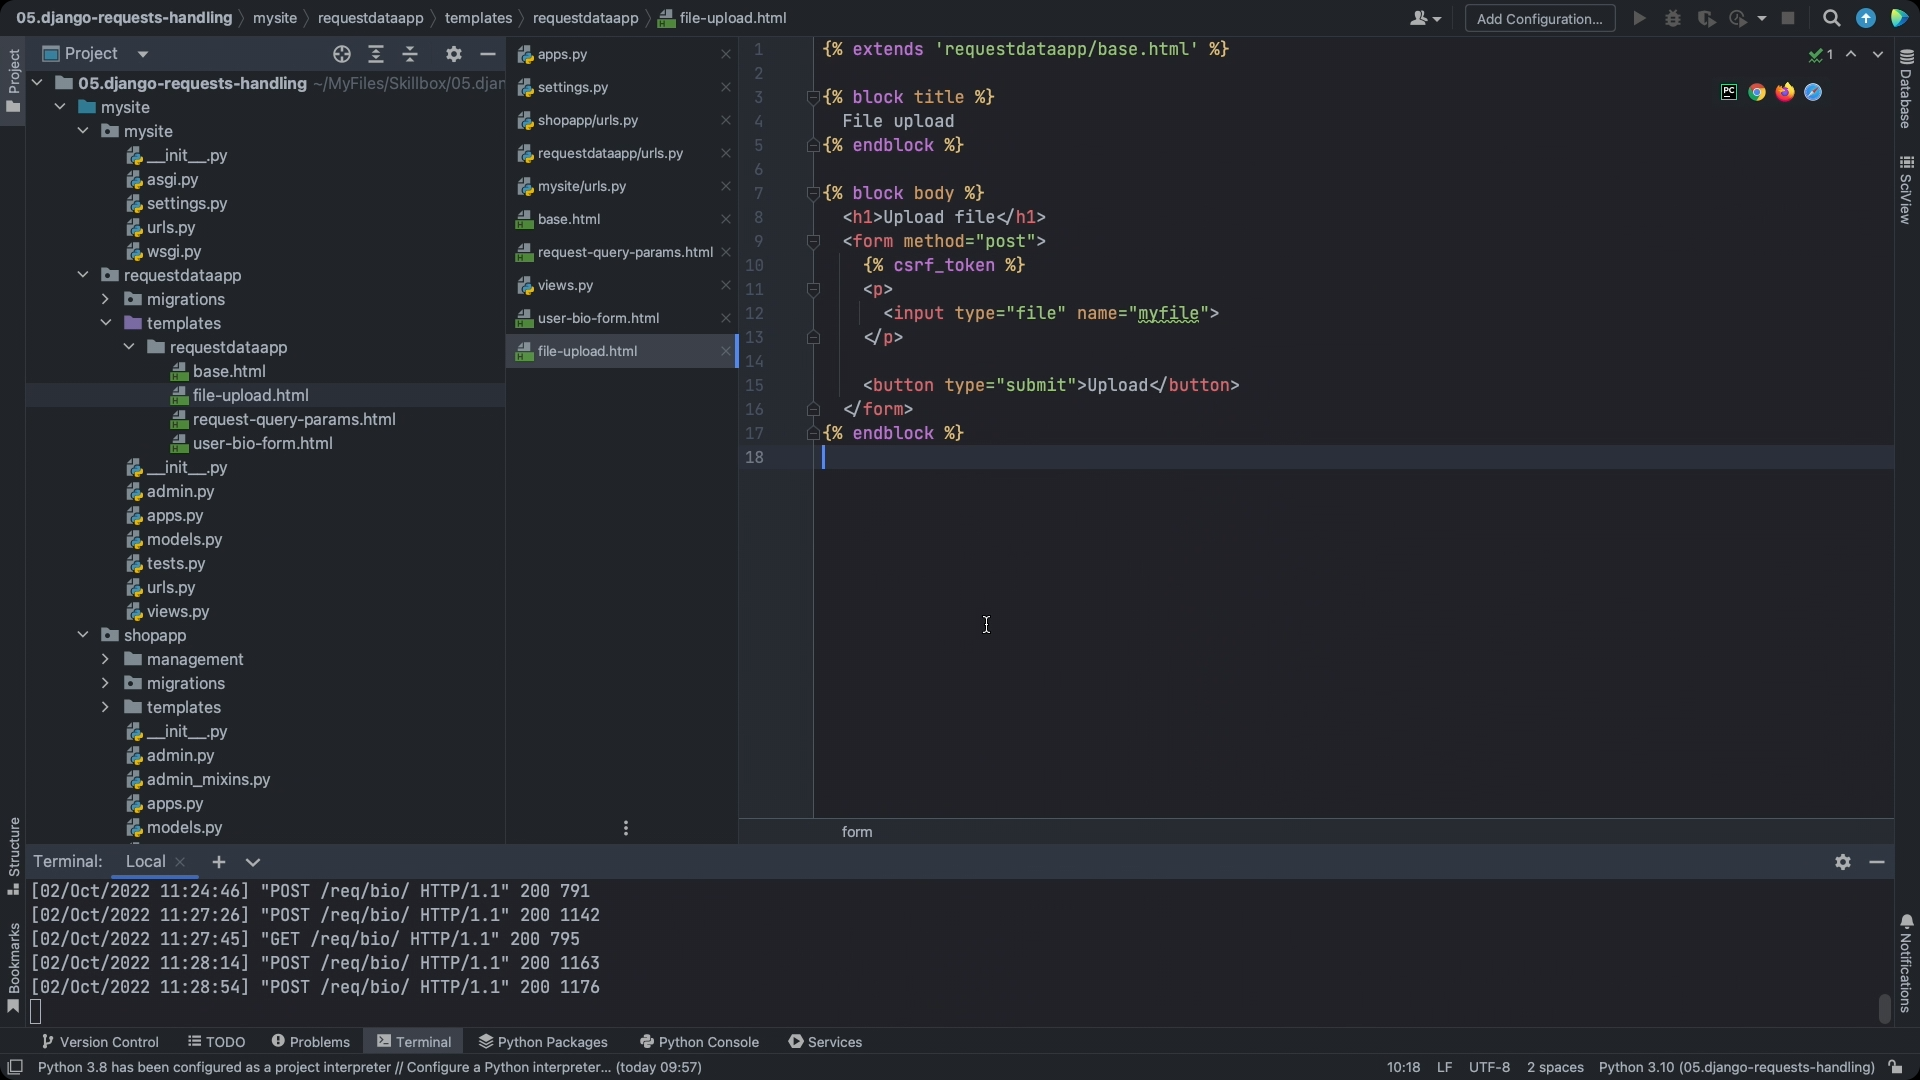 05.django-requests-handling mysite requestdataapp templates requestdataapp file-upload.html Add Configuration...
Project
05.django-requests-handling ~/MyFiles/Skillbox/05.djan
mysite
mysite
__init__.py
asgi.py
settings.py
urls.py
wsgi.py
requestdataapp
migrations
templates
requestdataapp
base.html
file-upload.html
request-query-params.html
user-bio-form.html
__init__.py
admin.py
apps.py
models.py
tests.py
urls.py
views.py
shopapp
management
migrations
templates
__init__.py
admin.py
admin_mixins.py
apps.py
models.py
apps.py
settings.py
shopapp/urls.py
requestdataapp/urls.py
mysite/urls.py
base.html
request-query-params.html
views.py
user-bio-form.html
file-upload.html
1 {% extends 'requestdataapp/base.html' %}
2
3 {% block title %}
4 File upload
5 {% endblock %}
6
7 {% block body %}
8 <h1>Upload file</h1>
9 <form method="post">
10 {% csrf_token %}
11 <p>
12 <input type="file" name="myfile">
13 </p>
14
15 <button type="submit">Upload</button>
16 </form>
17 {% endblock %}
18
1
PC
form
Project
Structure
Bookmarks
Database
SciView
Notifications
Terminal: Local
[02/Oct/2022 11:24:46] "POST /req/bio/ HTTP/1.1" 200 791
[02/Oct/2022 11:27:26] "POST /req/bio/ HTTP/1.1" 200 1142
[02/Oct/2022 11:27:45] "GET /req/bio/ HTTP/1.1" 200 795
[02/Oct/2022 11:28:14] "POST /req/bio/ HTTP/1.1" 200 1163
[02/Oct/2022 11:28:54] "POST /req/bio/ HTTP/1.1" 200 1176
Version Control TODO Problems Terminal Python Packages Python Console Services
Python 3.8 has been configured as a project interpreter // Configure a Python interpreter... (today 09:57) 10:18 LF UTF-8 2 spaces Python 3.10 (05.django-requests-handling)